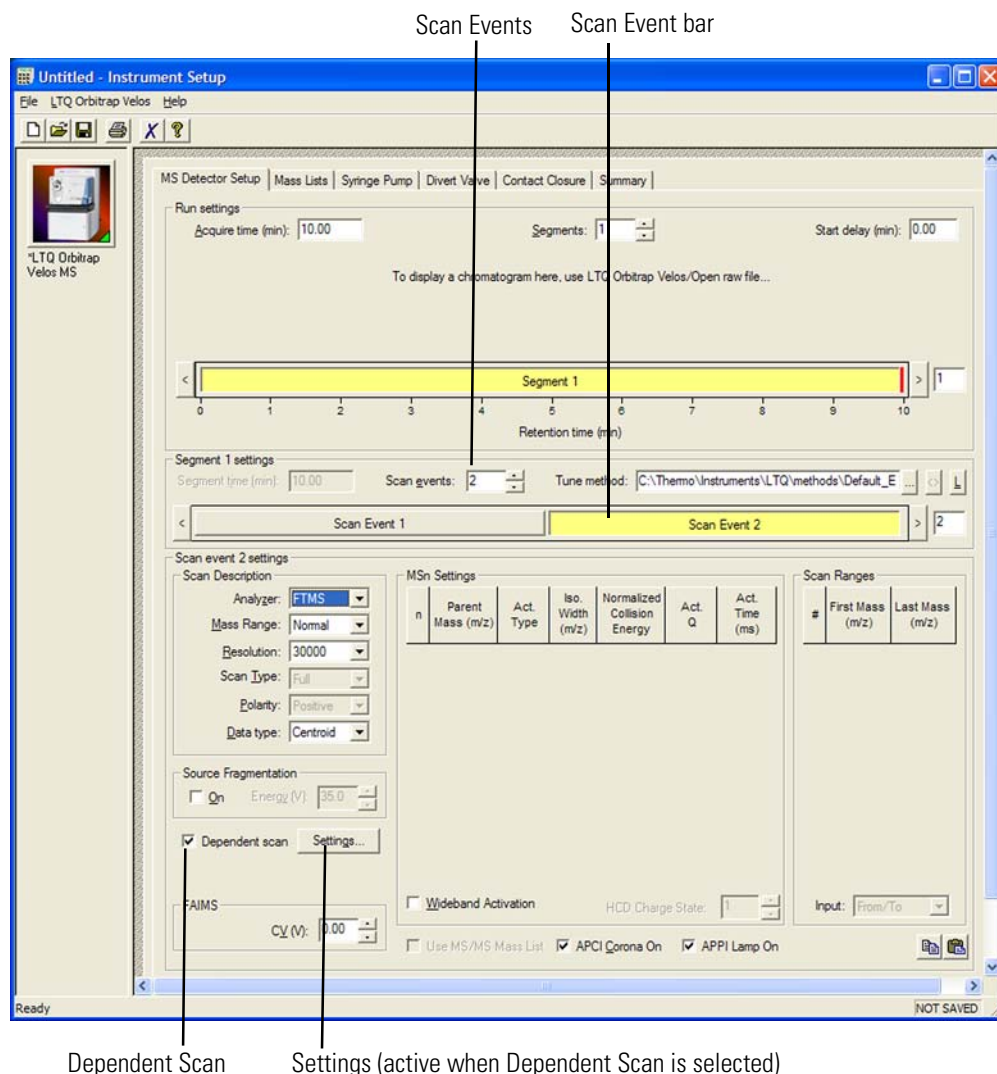 Scan Events Scan Event bar
Untitled - Instrument Setup
File LTQ Orbitrap Velos Help
MS Detector Setup Mass Lists Syringe Pump Divert Valve Contact Closure Summary
Run settings
Acquire time (min): 10.00 Segments: 1 Start delay (min): 0.00
*LTQ Orbitrap
Velos MS
To display a chromatogram here, use LTQ Orbitrap Velos/Open raw file...
< Segment 1 > 1
0 1 2 3 4 5 6 7 8 9 10
Retention time (min)
Segment 1 settings
Segment time (min): 10.00 Scan events: 2 Tune method: C:\Thermo\Instruments\LTQ\methods\Default_E ... <> L
< Scan Event 1 Scan Event 2 > 2
Scan event 2 settings
Scan Description MSn Settings Scan Ranges
Analyzer: FTMS
Mass Range: Normal
Resolution: 30000
Scan Type: Full
Polarity: Positive
Data type: Centroid
n Parent Mass (m/z) Act. Type Iso. Width (m/z) Normalized Collision Energy Act. Q Act. Time (ms)
# First Mass (m/z) Last Mass (m/z)
Source Fragmentation
On Energy (V): 35.0
Dependent scan Settings...
FAIMS
CV (V): 0.00
Wideband Activation HCD Charge State: 1 Input: From/To
Use MS/MS Mass List APCI Corona On APPI Lamp On
Ready NOT SAVED
Dependent Scan Settings (active when Dependent Scan is selected)